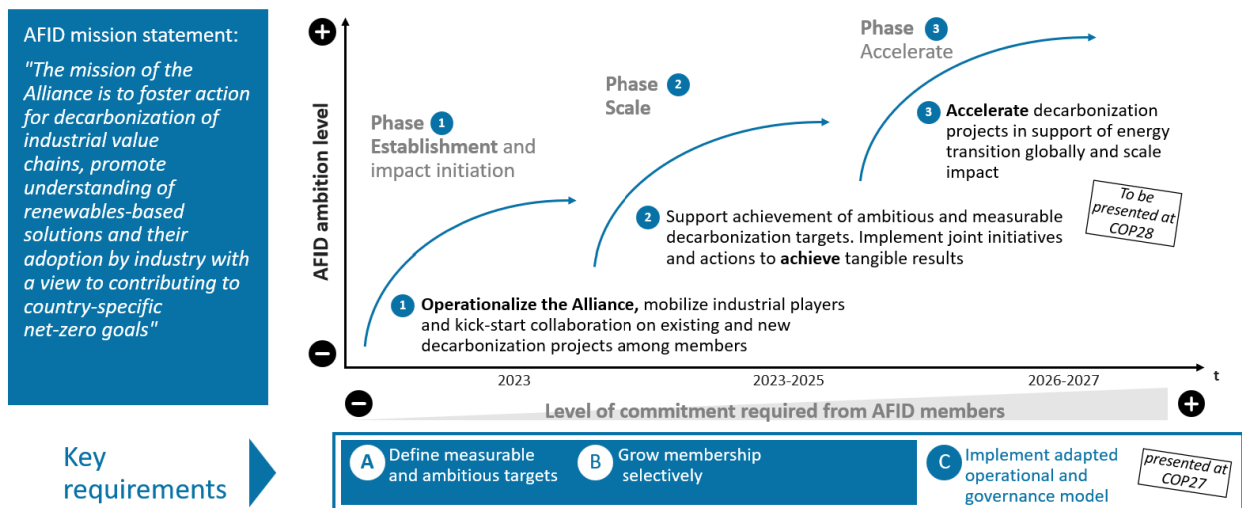 AFID mission statement:
"The mission of the
Alliance is to foster action
for decarbonization of
industrial value
chains, promote
understanding of
renewables-based
solutions and their
adoption by industry with
a view to contributing to
country-specific
net-zero goals"
AFID ambition level
Phase 1
Establishment and
impact initiation
Phase 2
Scale
Phase 3
Accelerate
3 Accelerate decarbonization
projects in support of energy
transition globally and scale
impact
To be
presented at
COP28
2 Support achievement of ambitious and measurable
decarbonization targets. Implement joint initiatives
and actions to achieve tangible results
1 Operationalize the Alliance, mobilize industrial players
and kick-start collaboration on existing and new
decarbonization projects among members
2023
2023-2025
2026-2027
t
Level of commitment required from AFID members
Key
requirements
A Define measurable
and ambitious targets
B Grow membership
selectively
C Implement adapted
operational and
governance model
presented at
COP27